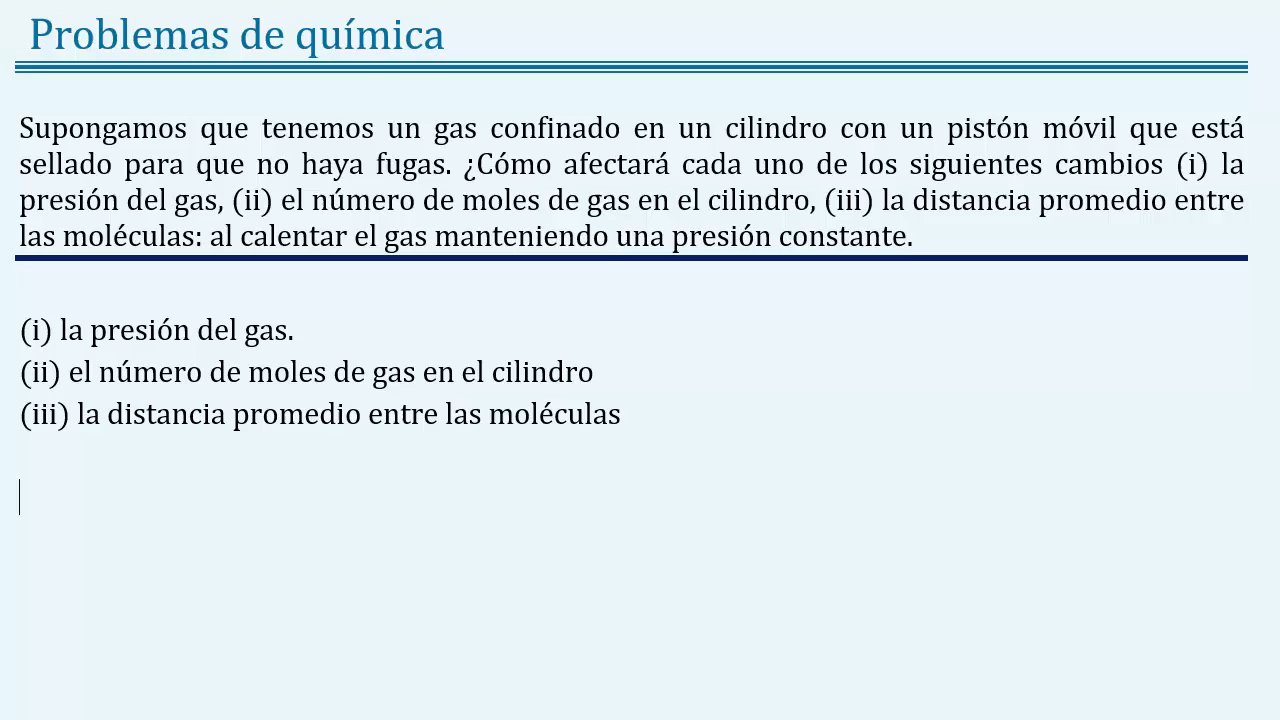 Problemas de química
Supongamos que tenemos un gas confinado en un cilindro con un pistón móvil que está
sellado para que no haya fugas. ¿Cómo afectará cada uno de los siguientes cambios (i) la
presión del gas, (ii) el número de moles de gas en el cilindro, (iii) la distancia promedio entre
las moléculas: al calentar el gas manteniendo una presión constante.
(i) la presión del gas.
(ii) el número de moles de gas en el cilindro
(iii) la distancia promedio entre las moléculas